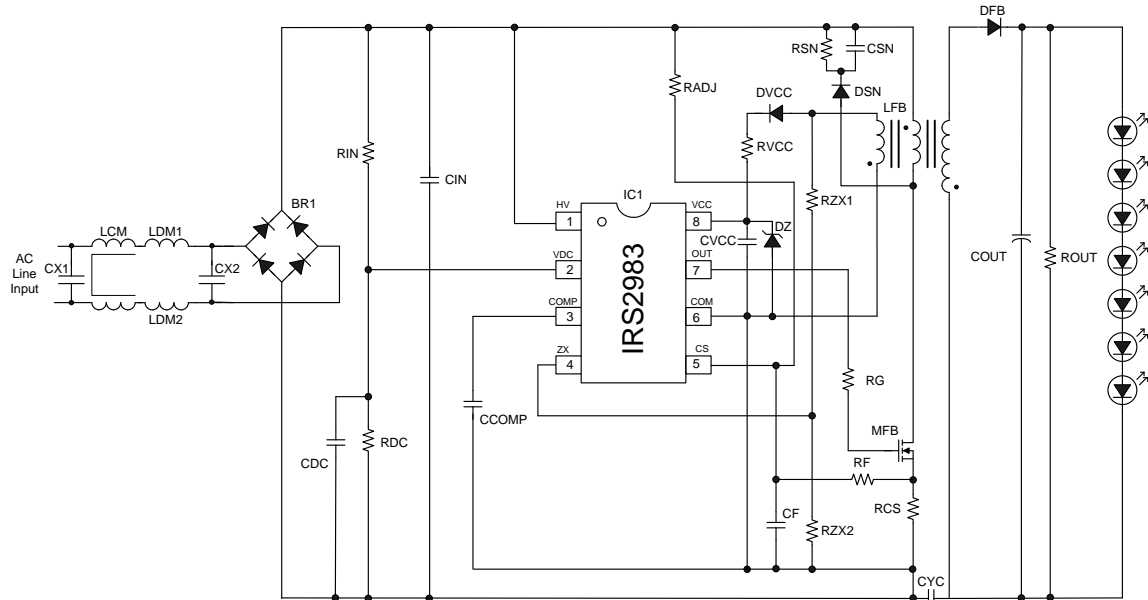 DFB
RSN
CSN
RADJ
DVCC
DSN
LFB
RVCC
RIN
CIN
RZX1
IC1
BR1
HV
1
VCC
8
DZ
CVCC
LCM
LDM1
AC
Line
Input
CX1
CX2
VDC
2
OUT
7
COUT
ROUT
LDM2
COMP
3
COM
6
IRS2983
ZX
4
CS
5
RG
CCOMP
MFB
RDC
CDC
RF
RCS
CF
RZX2
CYC